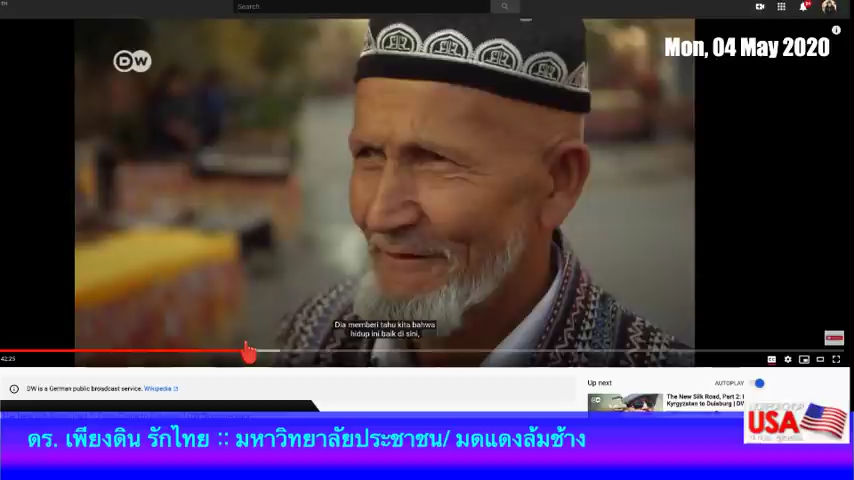 Search
DW
Mon, 04 May 2020
Dia memberi tahu kita bahwa
hidup ini baik di sini,
42:25
DW is a German public broadcast service. Wikipedia
Up next
AUTOPLAY
The New Silk Road, Part 2:
Kyrgyzstan to Duisburg | D
USA
ดร. เพียงดิน รักไทย :: มหาวิทยาลัยประชาชน/ มดแดงล้มช้าง